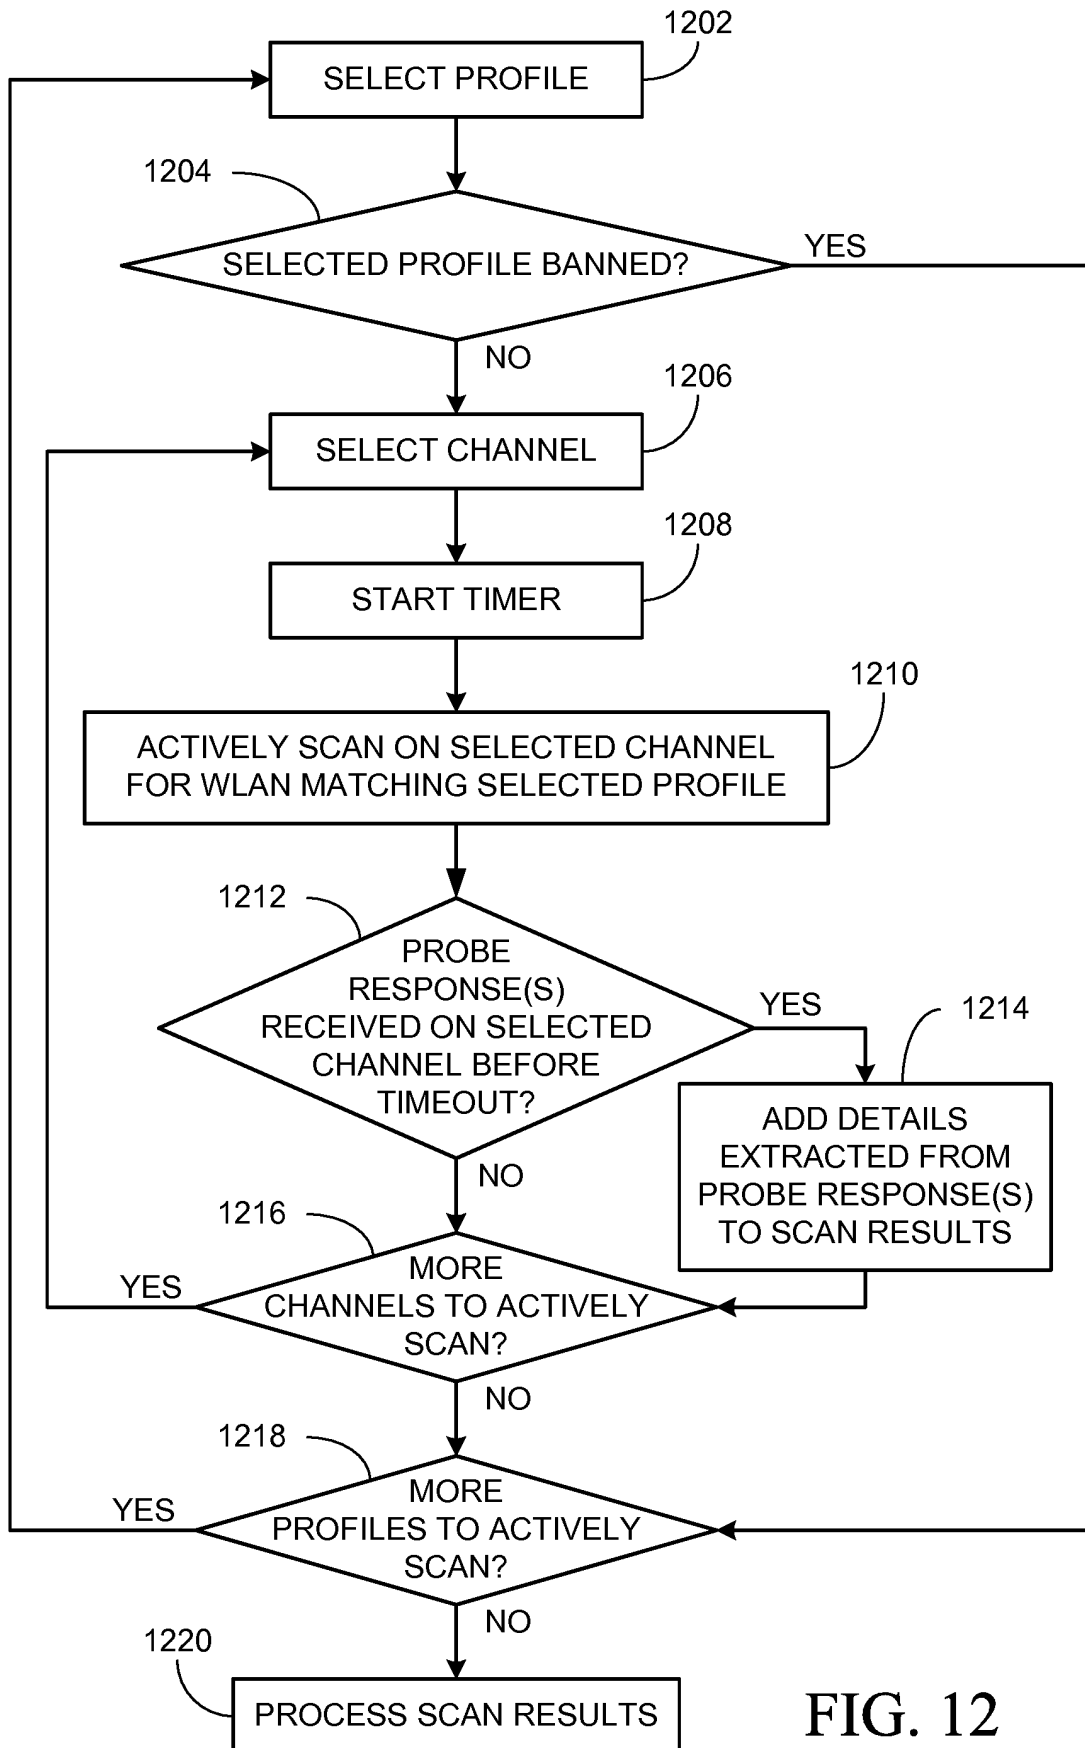 1202
SELECT PROFILE
1204
SELECTED PROFILE BANNED?
YES
NO
1206
SELECT CHANNEL
1208
START TIMER
1210
ACTIVELY SCAN ON SELECTED CHANNEL
FOR WLAN MATCHING SELECTED PROFILE
1212
PROBE
RESPONSE(S)
RECEIVED ON SELECTED
CHANNEL BEFORE
TIMEOUT?
YES
1214
ADD DETAILS
EXTRACTED FROM
PROBE RESPONSE(S)
TO SCAN RESULTS
NO
1216
MORE
CHANNELS TO ACTIVELY
SCAN?
YES
NO
1218
MORE
PROFILES TO ACTIVELY
SCAN?
YES
NO
1220
PROCESS SCAN RESULTS
FIG. 12